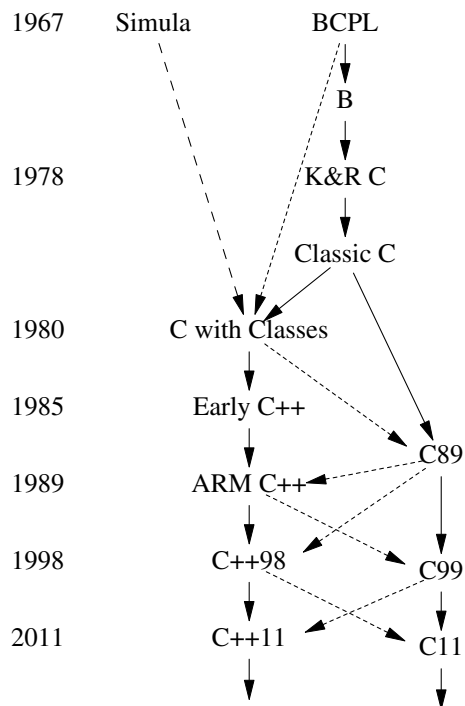 1967 Simula BCPL
B
1978 K&R C
Classic C
1980 C with Classes
1985 Early C++
C89
1989 ARM C++
1998 C++98 C99
2011 C++11 C11